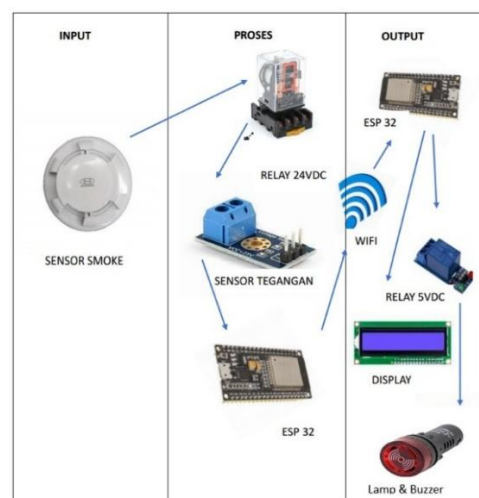 INPUT
PROSES
OUTPUT
ESP 32
RELAY 24VDC
WIFI
SENSOR SMOKE
SENSOR TEGANGAN
RELAY 5VDC
DISPLAY
ESP 32
Lamp & Buzzer